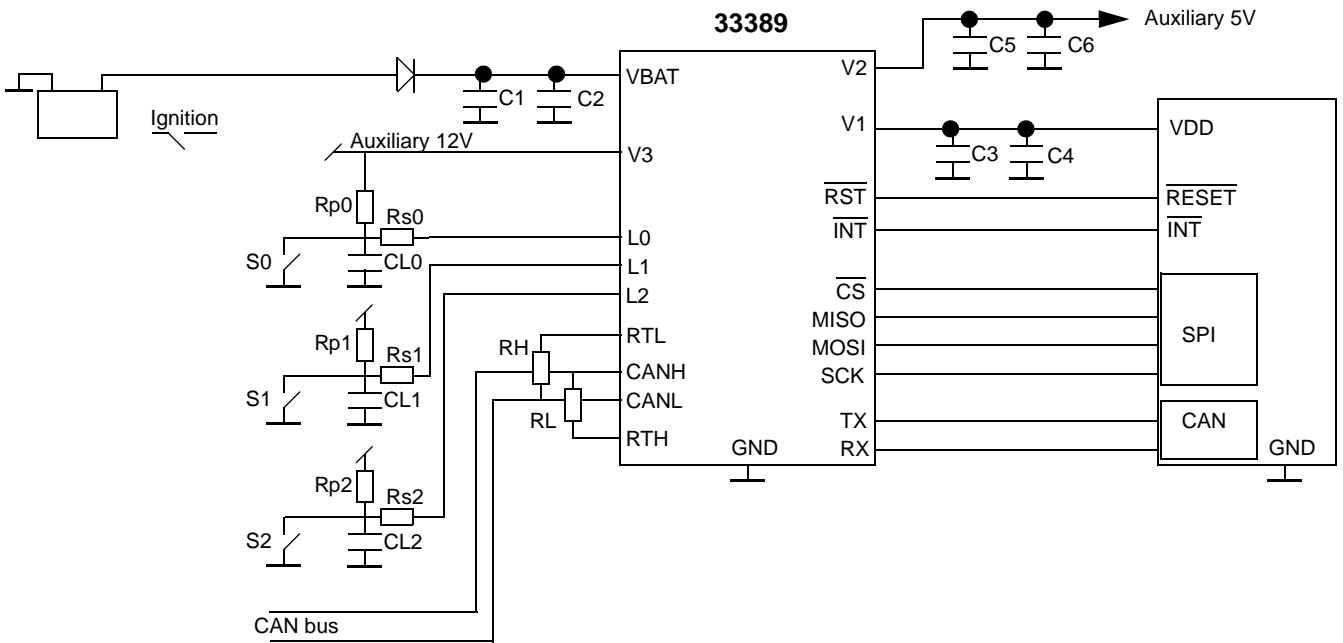 33389
Auxiliary 5V
C5
C6
V2
VBAT
C1
C2
Ignition
V1
VDD
C3
C4
Auxiliary 12V
V3
Rp0
Rs0
RST
RESET
INT
INT
L0
S0
CL0
L1
L2
CS
MISO
SPI
MOSI
SCK
Rp1
Rs1
RTL
RH
CANH
S1
CL1
CANL
RL
TX
CAN
RTH
GND
RX
GND
Rp2
Rs2
S2
CL2
CAN bus